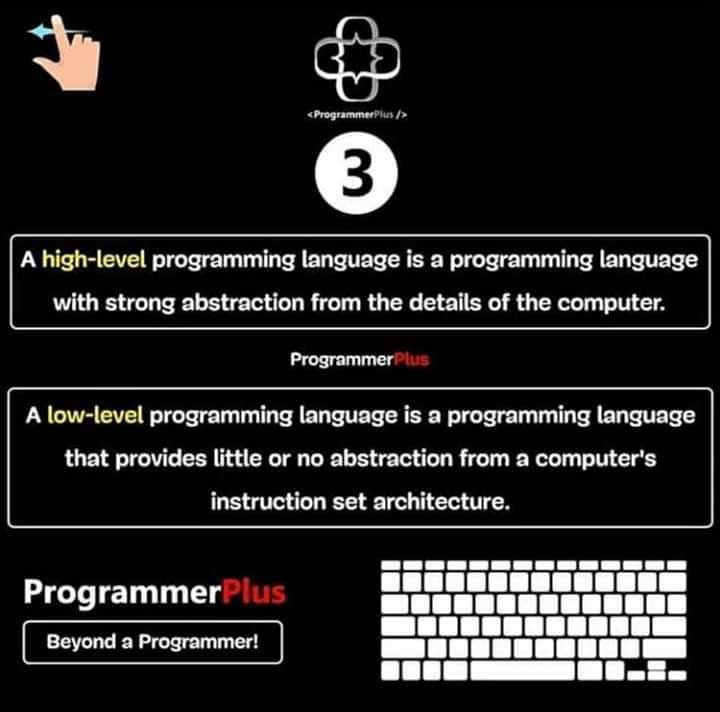 <ProgrammerPlus />
3
A high-level programming language is a programming language
with strong abstraction from the details of the computer.
ProgrammerPlus
A low-level programming language is a programming language
that provides little or no abstraction from a computer's
instruction set architecture.
ProgrammerPlus
Beyond a Programmer!